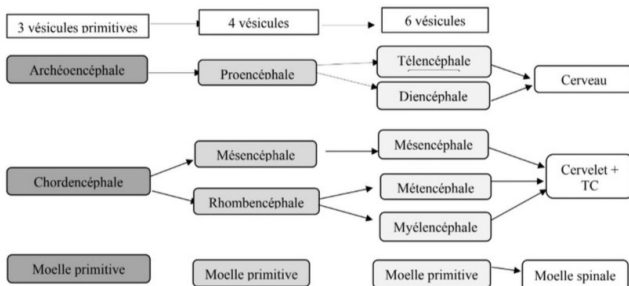 3 vésicules primitives
4 vésicules
6 vésicules
Archéoencéphale
Proencéphale
Télencéphale
Diencéphale
Cerveau
Chordencéphale
Mésencéphale
Rhombencéphale
Mésencéphale
Métencéphale
Myélencéphale
Cervelet +
TC
Moelle primitive
Moelle primitive
Moelle primitive
Moelle spinale